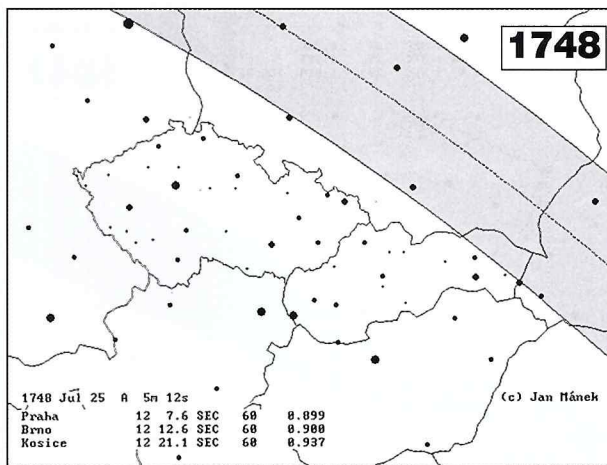 1748
1748 Jul 25 A 5m 12s
(c) Jan Mánek
Praha 12 7.6 SEC 60 0.899
Brno 12 12.6 SEC 60 0.900
Kosice 12 21.1 SEC 60 0.937